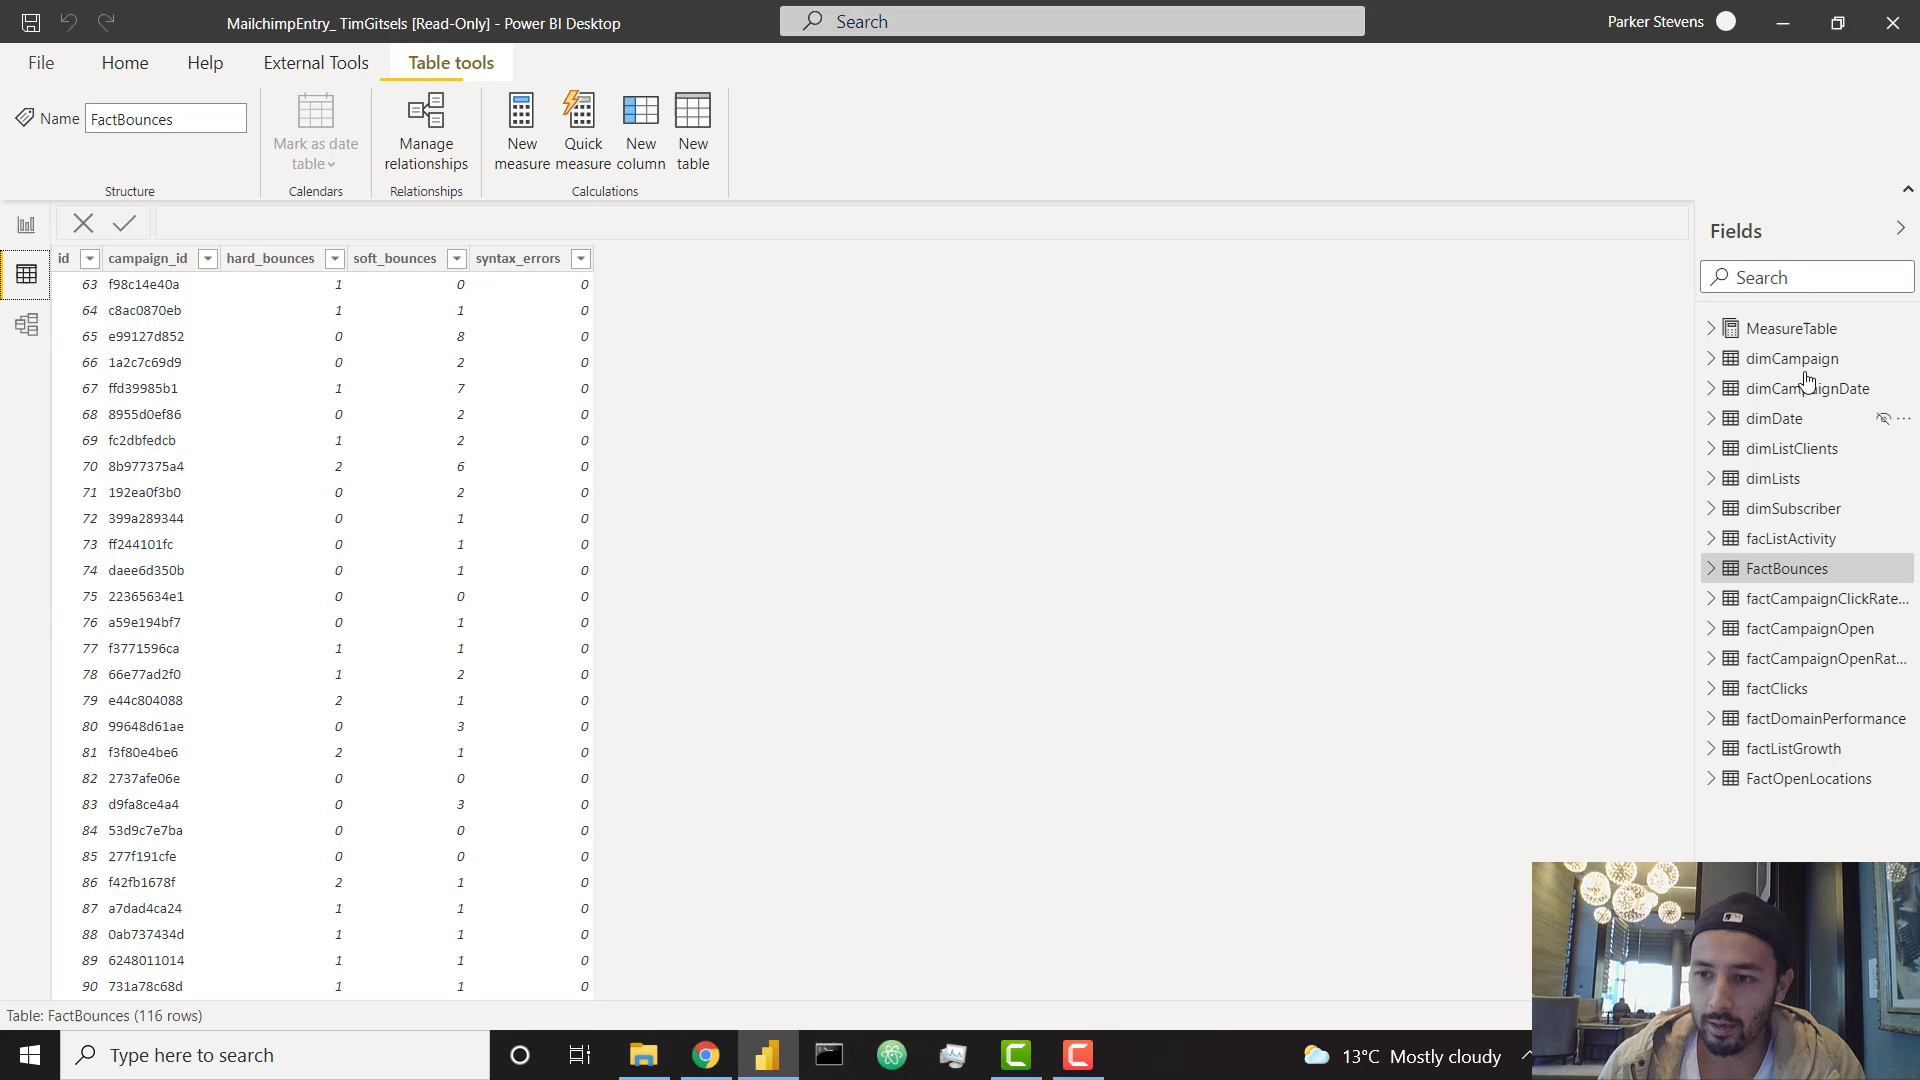 MailchimpEntry_ TimGitsels [Read-Only] - Power BI Desktop
Search
Parker Stevens
File Home Help External Tools Table tools
Name FactBounces
Mark as date table
Manage relationships
New measure
Quick measure
New column
New table
Structure Calendars Relationships Calculations
id campaign_id hard_bounces soft_bounces syntax_errors
63 f98c14e40a 1 0 0
64 c8ac0870eb 1 1 0
65 e99127d852 0 8 0
66 1a2c7c69d9 0 2 0
67 ffd39985b1 1 7 0
68 8955d0ef86 0 2 0
69 fc2dbfedcb 1 2 0
70 8b977375a4 2 6 0
71 192ea0f3b0 0 2 0
72 399a289344 0 1 0
73 ff244101fc 0 1 0
74 daee6d350b 0 1 0
75 22365634e1 0 0 0
76 a59e194bf7 0 1 0
77 f3771596ca 1 1 0
78 66e77ad2f0 1 2 0
79 e44c804088 2 1 0
80 99648d61ae 0 3 0
81 f3f80e4be6 2 1 0
82 2737afe06e 0 0 0
83 d9fa8ce4a4 0 3 0
84 53d9c7e7ba 0 0 0
85 277f191cfe 0 0 0
86 f42fb1678f 2 1 0
87 a7dad4ca24 1 1 0
88 0ab737434d 1 1 0
89 6248011014 1 1 0
90 731a78c68d 1 1 0
Fields
Search
MeasureTable
dimCampaign
dimCampaignDate
dimDate
dimListClients
dimLists
dimSubscriber
facListActivity
FactBounces
factCampaignClickRate...
factCampaignOpen
factCampaignOpenRat...
factClicks
factDomainPerformance
factListGrowth
FactOpenLocations
Table: FactBounces (116 rows)
Type here to search
13°C Mostly cloudy